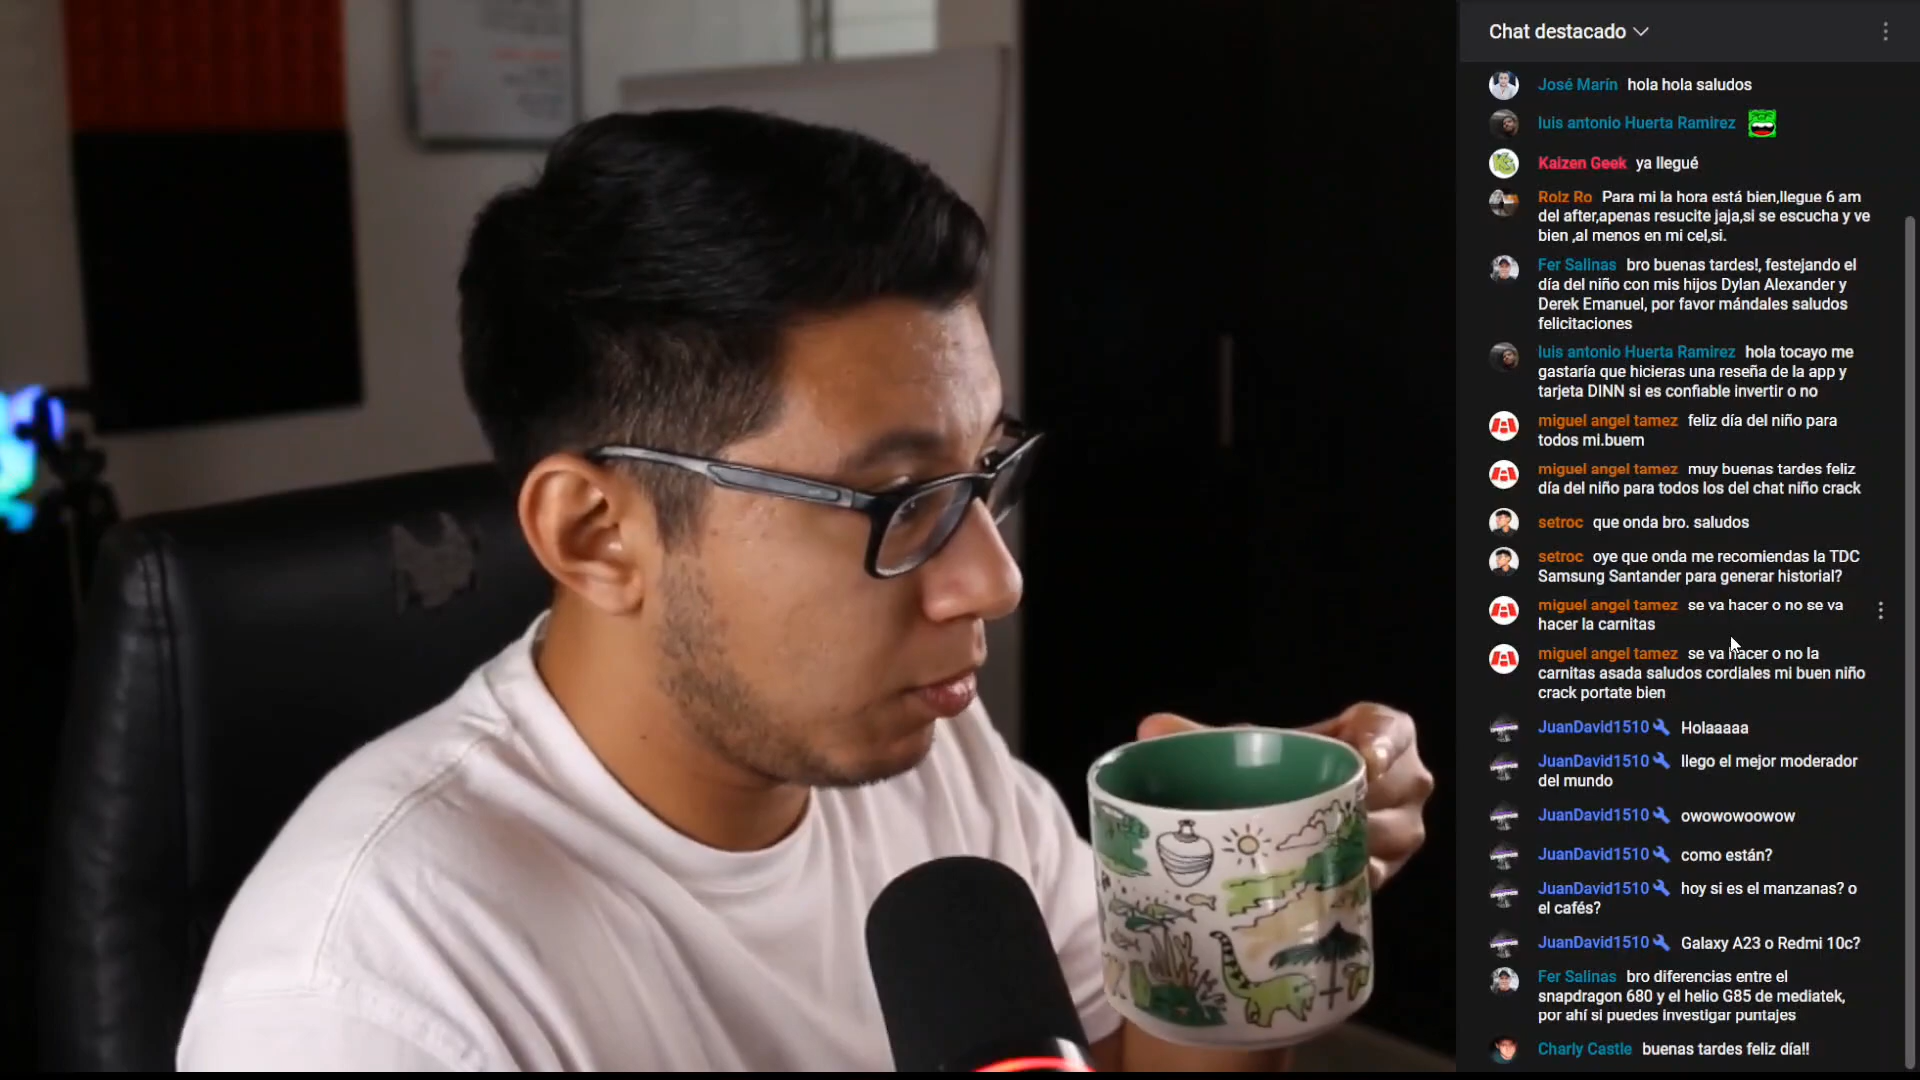 Chat destacado
José Marín hola hola saludos
luis antonio Huerta Ramirez
Kaizen Geek ya llegué
Rolz Ro Para mi la hora está bien,llegue 6 am
del after,apenas resucite jaja,si se escucha y ve
bien ,al menos en mi cel,si.
Fer Salinas bro buenas tardes!, festejando el
día del niño con mis hijos Dylan Alexander y
Derek Emanuel, por favor mándales saludos
felicitaciones
luis antonio Huerta Ramirez hola tocayo me
gastaría que hicieras una reseña de la app y
tarjeta DINN si es confiable invertir o no
miguel angel tamez feliz día del niño para
todos mi.buem
miguel angel tamez muy buenas tardes feliz
día del niño para todos los del chat niño crack
setroc que onda bro. saludos
setroc oye que onda me recomiendas la TDC
Samsung Santander para generar historial?
miguel angel tamez se va hacer o no se va
hacer la carnitas
miguel angel tamez se va hacer o no la
carnitas asada saludos cordiales mi buen niño
crack portate bien
JuanDavid1510 Holaaaaa
JuanDavid1510 llego el mejor moderador
del mundo
JuanDavid1510 owowowoowow
JuanDavid1510 como están?
JuanDavid1510 hoy si es el manzanas? o
el cafés?
JuanDavid1510 Galaxy A23 o Redmi 10c?
Fer Salinas bro diferencias entre el
snapdragon 680 y el helio G85 de mediatek,
por ahí si puedes investigar puntajes
Charly Castle buenas tardes feliz día!!